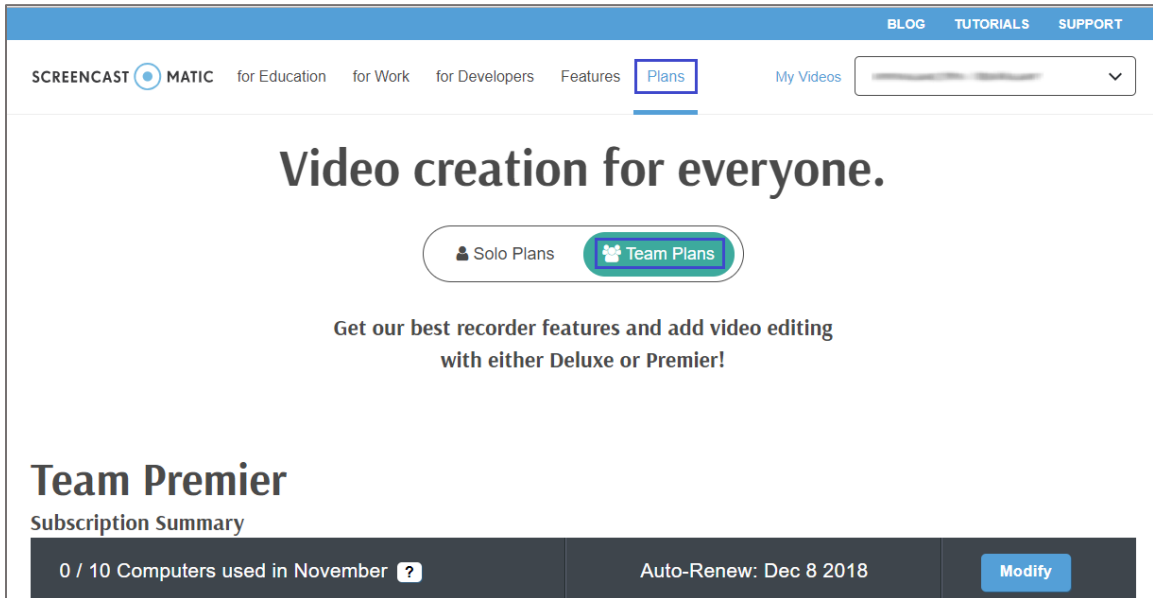 BLOG TUTORIALS SUPPORT
SCREENCAST MATIC for Education for Work for Developers Features Plans My Videos
Video creation for everyone.
Solo Plans Team Plans
Get our best recorder features and add video editing
with either Deluxe or Premier!
Team Premier
Subscription Summary
0 / 10 Computers used in November ? Auto-Renew: Dec 8 2018 Modify